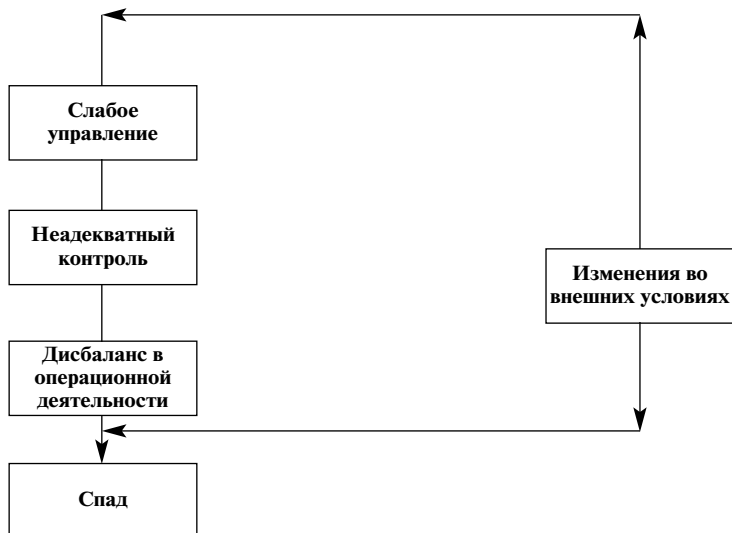 Слабое
управление
Неадекватный
контроль
Изменения во
внешних условиях
Дисбаланс в
операционной
деятельности
Спад